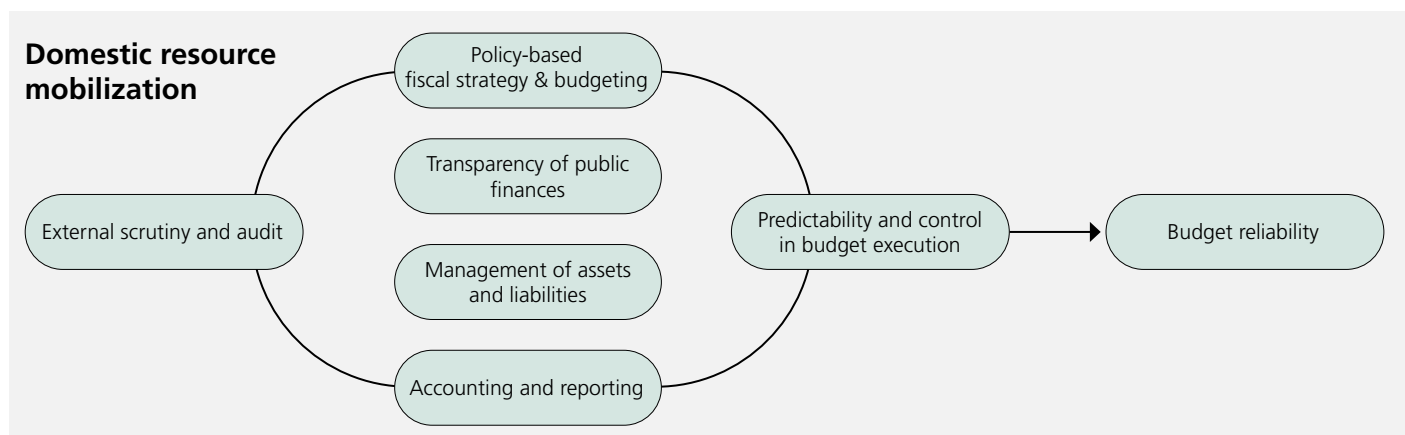 Domestic resource
mobilization
Policy-based
fiscal strategy & budgeting
Transparency of public
finances
External scrutiny and audit
Predictability and control
in budget execution
Budget reliability
Management of assets
and liabilities
Accounting and reporting